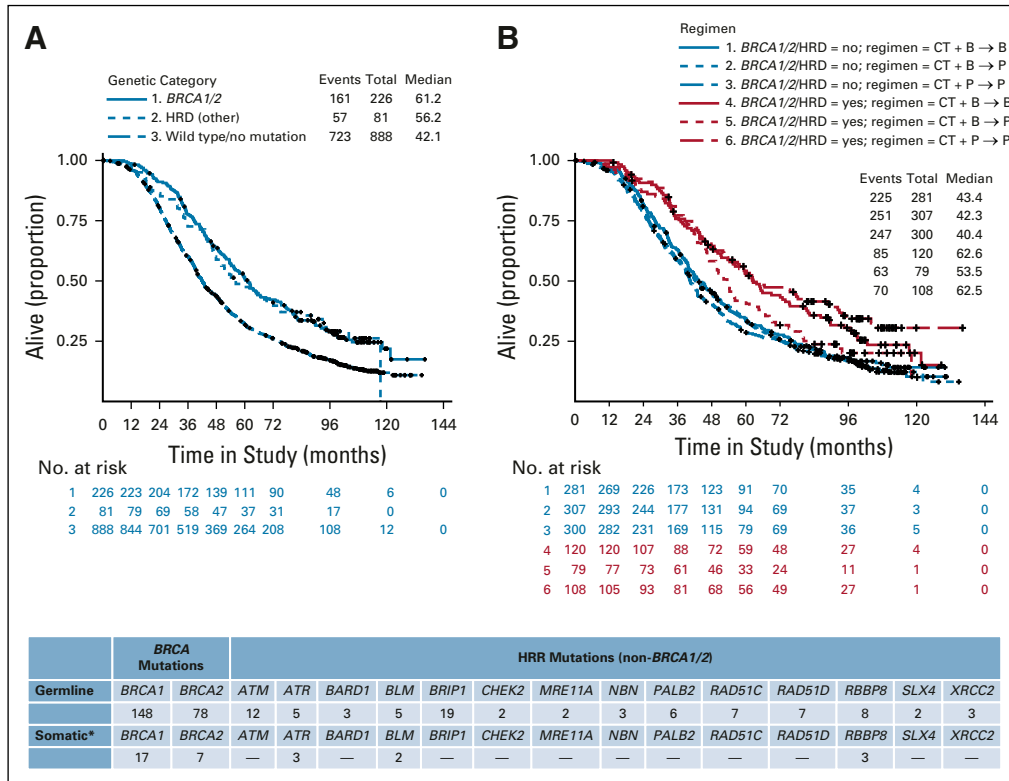 A
Genetic Category Events Total Median
1. BRCA1/2 161 226 61.2
2. HRD (other) 57 81 56.2
3. Wild type/no mutation 723 888 42.1
1.00
0.75
0.50
0.25
Alive (proportion)
0 12 24 36 48 60 72 96 120 144
Time in Study (months)
No. at risk
1 226 223 204 172 139 111 90 48 6 0
2 81 79 69 58 47 37 31 17 0
3 888 844 701 519 369 264 208 108 12 0
B
Regimen
1. BRCA1/2/HRD = no; regimen = CT + B → B
2. BRCA1/2/HRD = no; regimen = CT + B → P
3. BRCA1/2/HRD = no; regimen = CT + P → P
4. BRCA1/2/HRD = yes; regimen = CT + B → B
5. BRCA1/2/HRD = yes; regimen = CT + B → P
6. BRCA1/2/HRD = yes; regimen = CT + P → P
Events Total Median
225 281 43.4
251 307 42.3
247 300 40.4
85 120 62.6
63 79 53.5
70 108 62.5
1.00
0.75
0.50
0.25
Alive (proportion)
0 12 24 36 48 60 72 96 120 144
Time in Study (months)
No. at risk
1 281 269 226 173 123 91 70 35 4 0
2 307 293 244 177 131 94 69 37 3 0
3 300 282 231 169 115 79 69 36 5 0
4 120 120 107 88 72 59 48 27 4 0
5 79 77 73 61 46 33 24 11 1 0
6 108 105 93 81 68 56 49 27 1 0
BRCA Mutations HRR Mutations (non-BRCA1/2)
Germline BRCA1 BRCA2 ATM ATR BARD1 BLM BRIP1 CHEK2 MRE11A NBN PALB2 RAD51C RAD51D RBBP8 SLX4 XRCC2
148 78 12 5 3 5 19 2 2 3 6 7 7 8 2 3
Somatic* BRCA1 BRCA2 ATM ATR BARD1 BLM BRIP1 CHEK2 MRE11A NBN PALB2 RAD51C RAD51D RBBP8 SLX4 XRCC2
17 7 — 3 — 2 — — — — — — — 3 — —